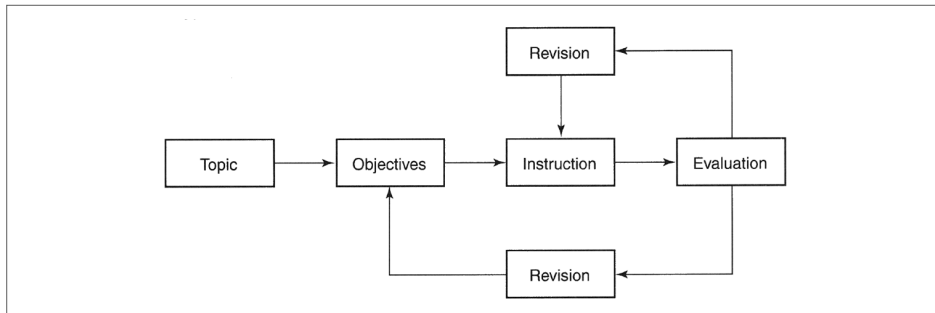 Revision
Topic
Objectives
Instruction
Evaluation
Revision